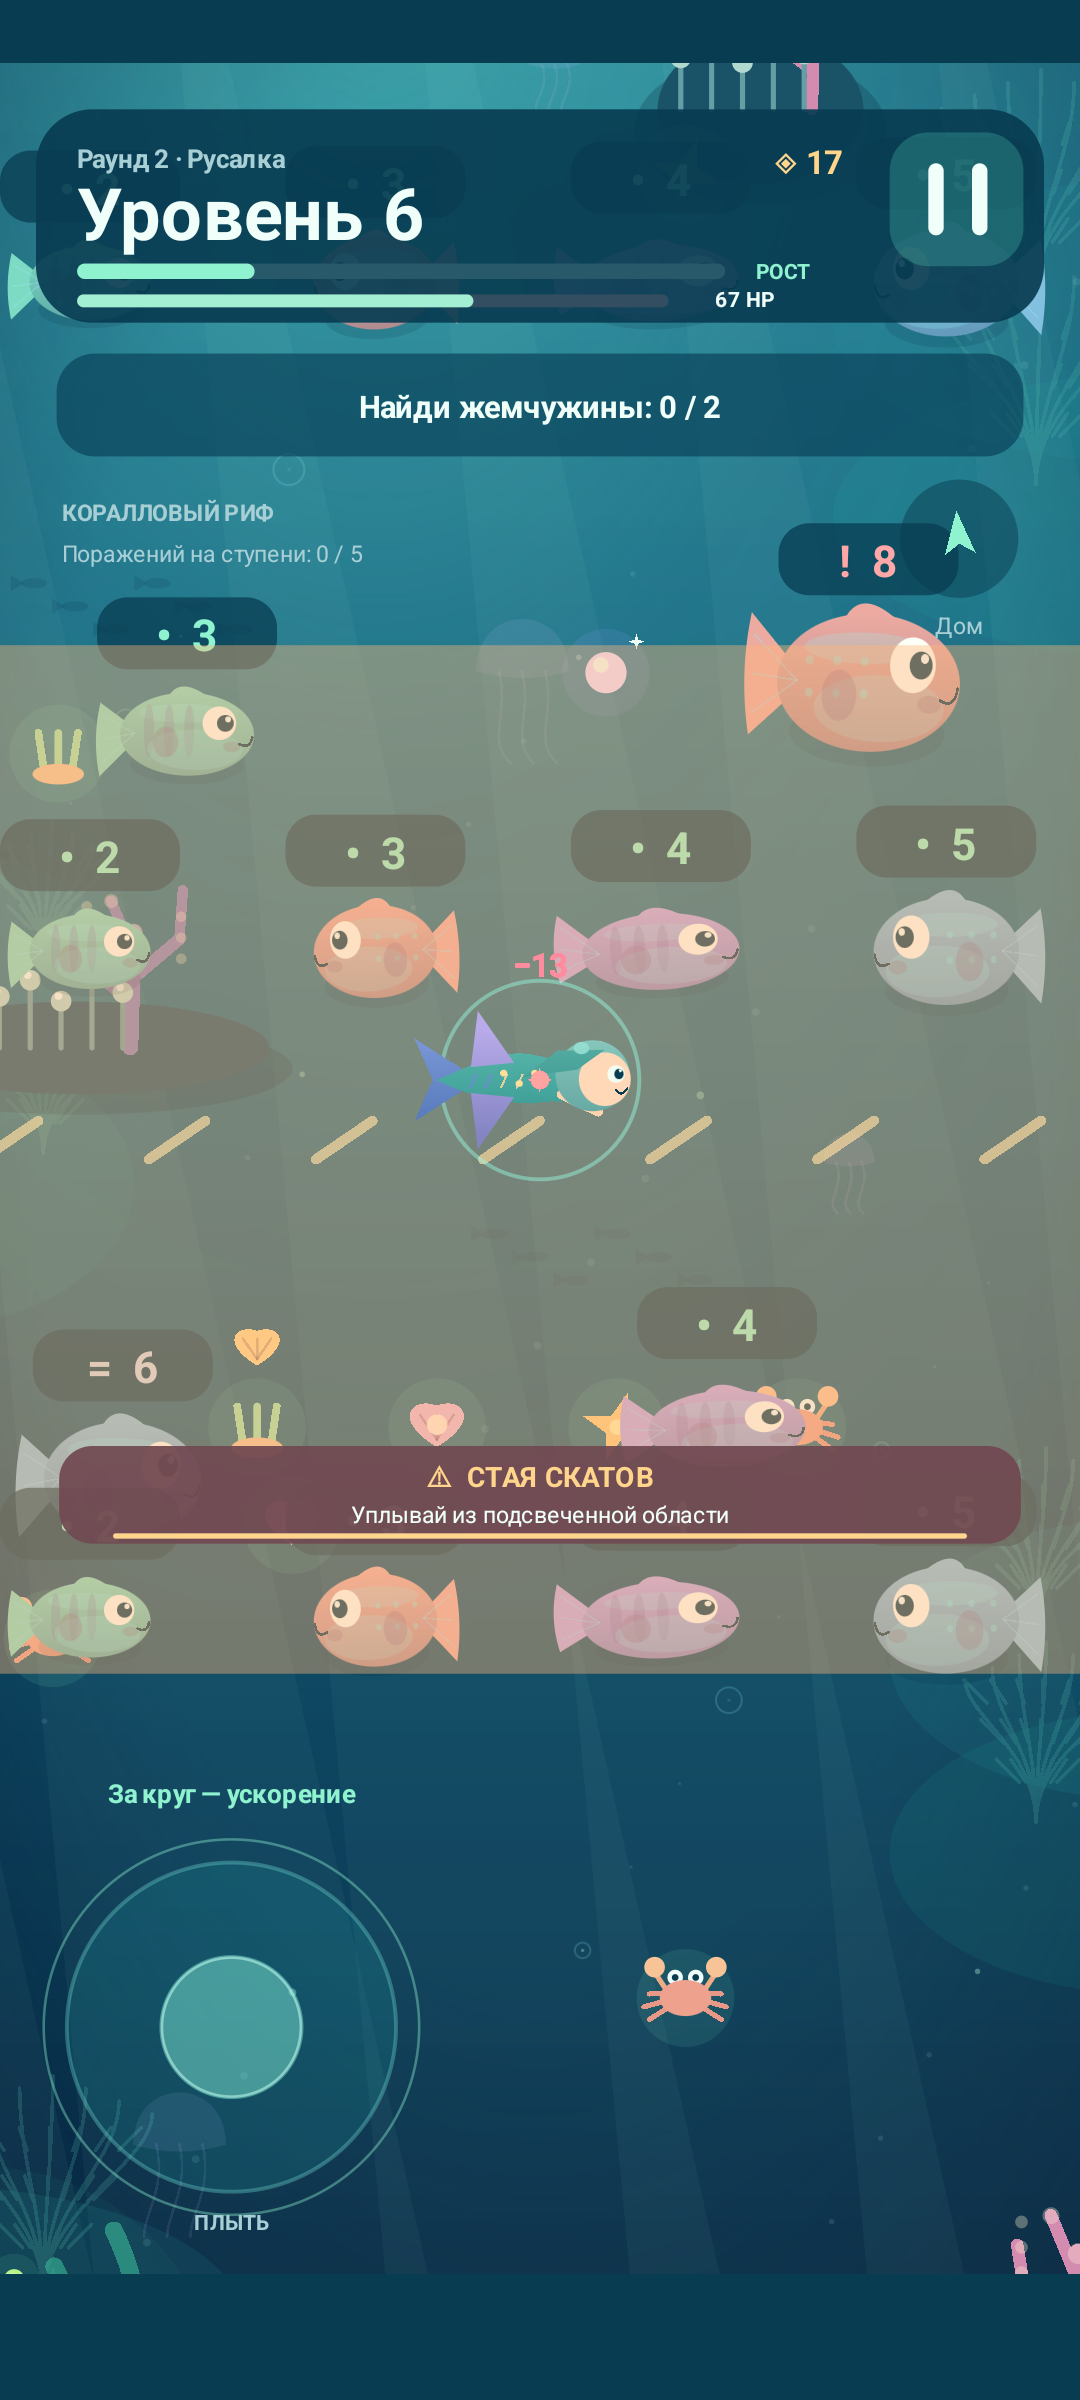 Раунд 2 · Русалка
17
Уровень 6
РОСТ
67 HP
Найди жемчужины: 0 / 2
КОРАЛЛОВЫЙ РИФ
Поражений на ступени: 0 / 5
! 8
Дом
• 3
• 2
• 3
• 4
• 5
−13
• 4
= 6
⚠ СТАЯ СКАТОВ
Уплывай из подсвеченной области
• 2
5
За круг — ускорение
ПЛЫТЬ